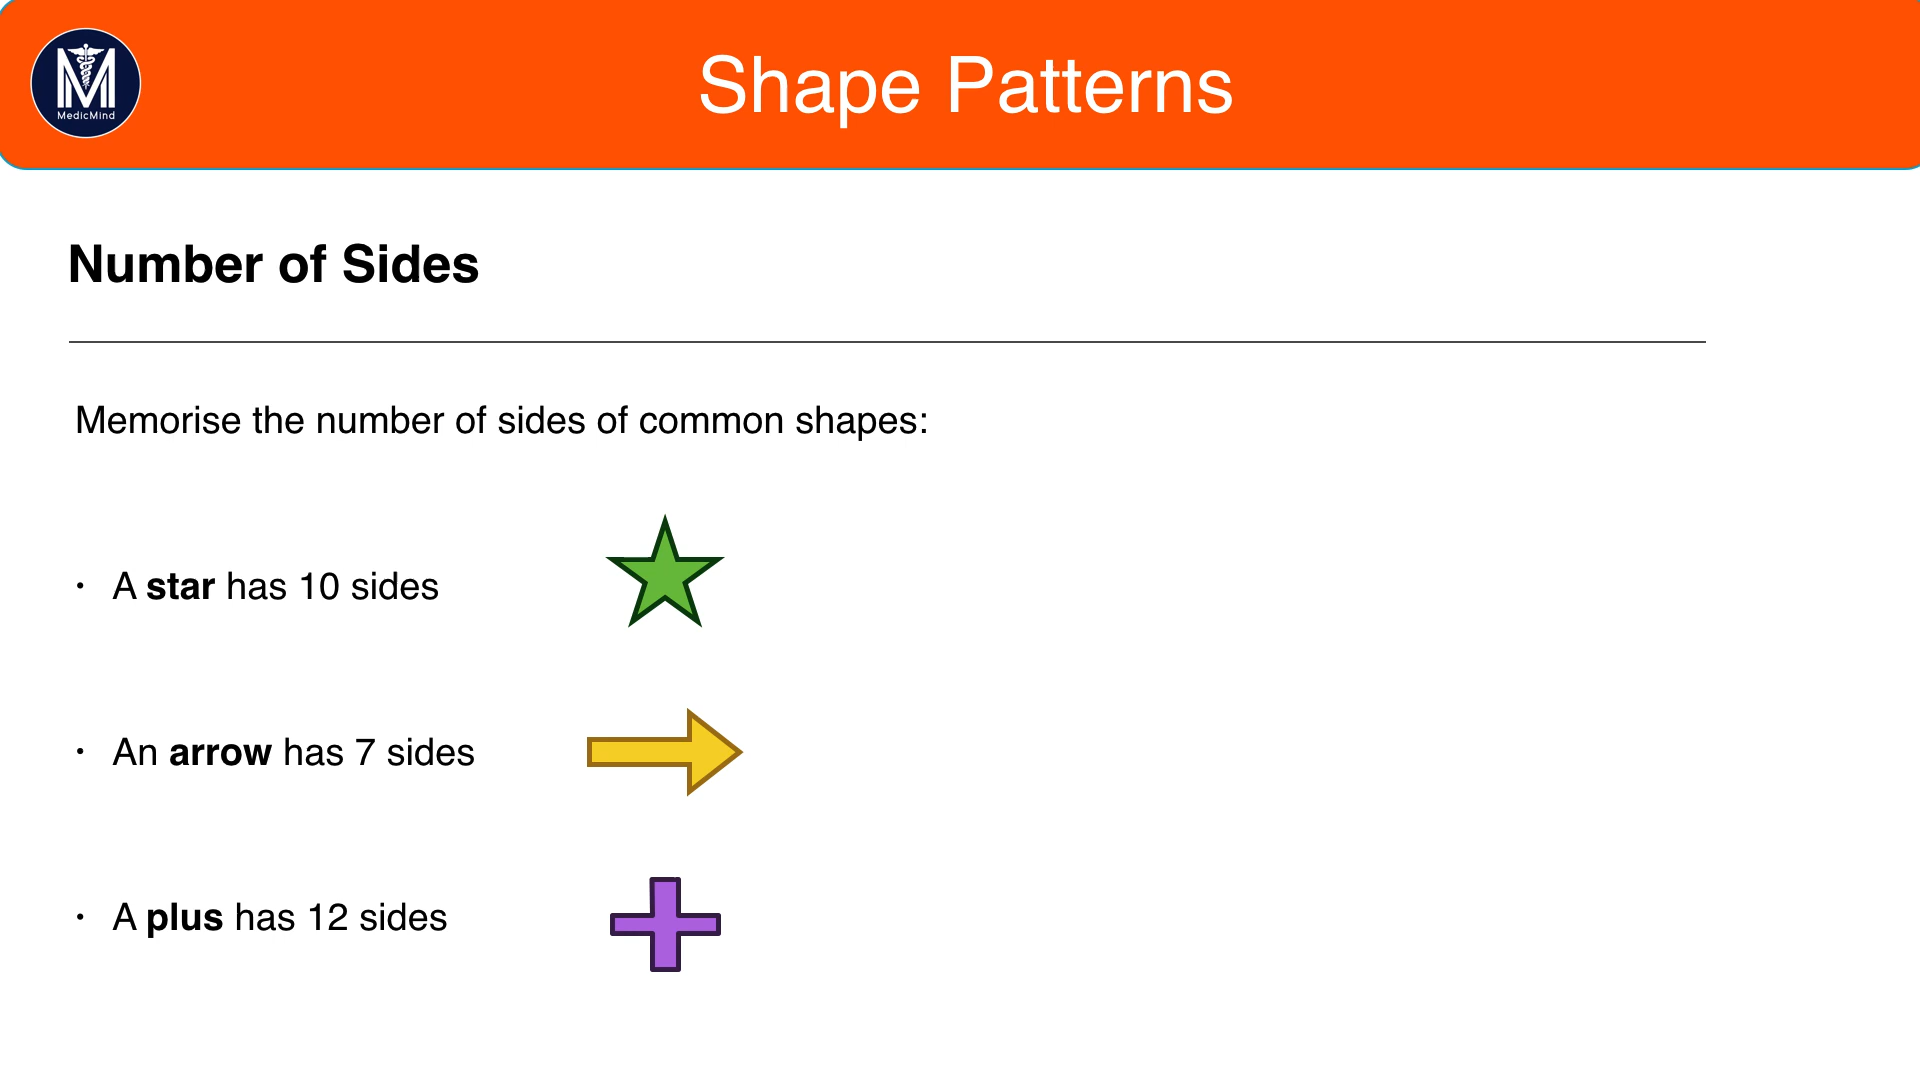 MedicMind
Shape Patterns
Number of Sides
Memorise the number of sides of common shapes:
• A star has 10 sides
• An arrow has 7 sides
• A plus has 12 sides